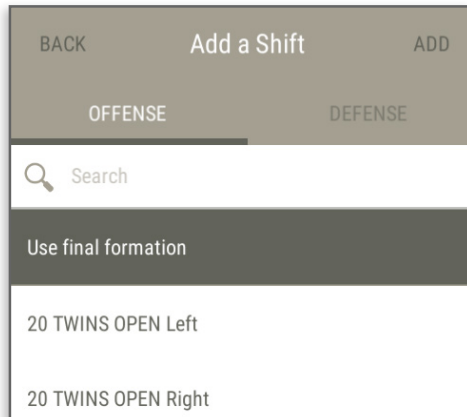 BACK Add a Shift ADD
OFFENSE DEFENSE
Search
Use final formation
20 TWINS OPEN Left
20 TWINS OPEN Right